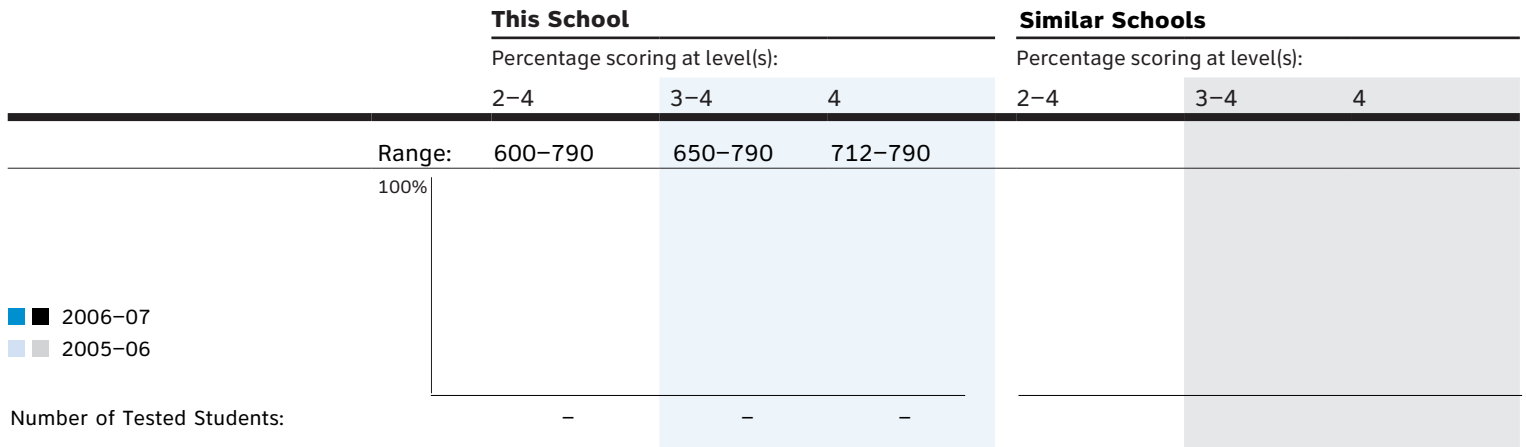 This School Similar Schools
Percentage scoring at level(s): Percentage scoring at level(s):
2–4 3–4 4 2–4 3–4 4
Range: 600–790 650–790 712–790
100%
2006–07
2005–06
Number of Tested Students: – – –